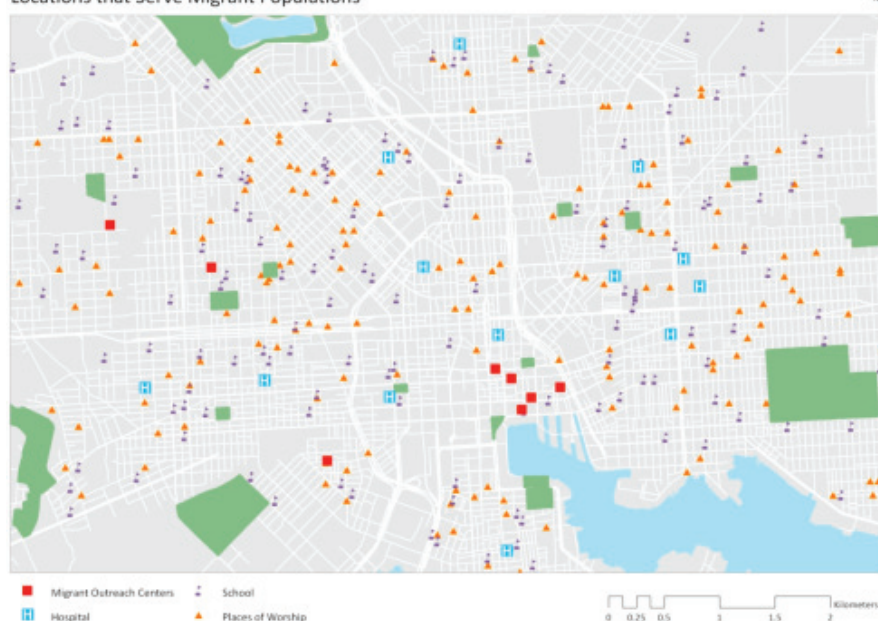 Locations that Serve Migrant Populations
H
H
H
H
H
H
H
H
H
H
H
H
H
Migrant Outreach Centers
School
H Hospital
Places of Worship
Kilometers
0 0.25 0.5 1 1.5 2